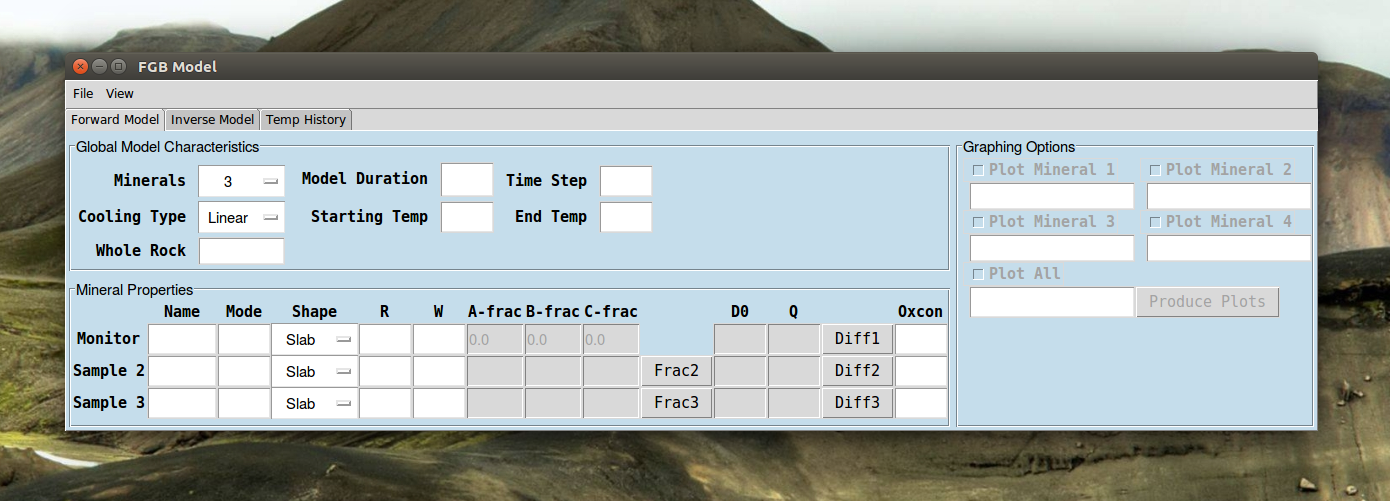 FGB Model
File View
Forward Model Inverse Model Temp History
Global Model Characteristics
Minerals 3 Model Duration Time Step
Cooling Type Linear Starting Temp End Temp
Whole Rock
Graphing Options
Plot Mineral 1 Plot Mineral 2
Plot Mineral 3 Plot Mineral 4
Plot All
Produce Plots
Mineral Properties
Name Mode Shape R W A-frac B-frac C-frac D0 Q Oxcon
Monitor Slab 0.0 0.0 0.0 Diff1
Sample 2 Slab Frac2 Diff2
Sample 3 Slab Frac3 Diff3